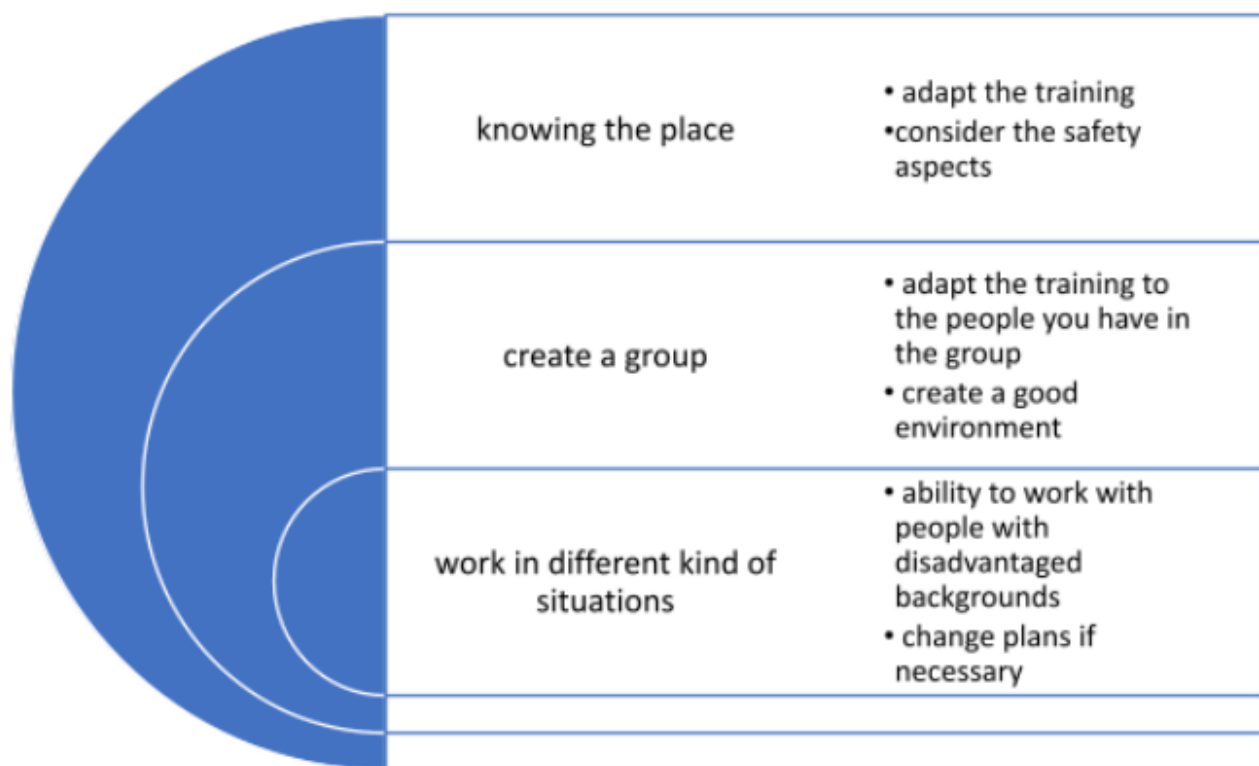 knowing the place
• adapt the training
•consider the safety
aspects
create a group
• adapt the training to
the people you have in
the group
• create a good
environment
work in different kind of
situations
• ability to work with
people with
disadvantaged
backgrounds
• change plans if
necessary